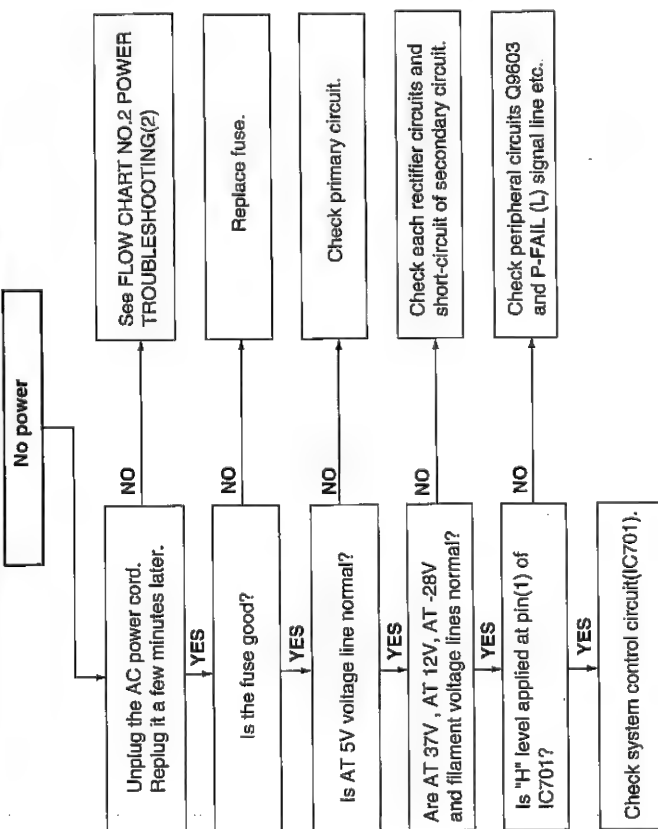 No power
Unplug the AC power cord.
Replug it a few minutes later.
NO
See FLOW CHART NO.2 POWER
TROUBLESHOOTING(2)
YES
Is the fuse good?
NO
Replace fuse.
YES
Is AT 5V voltage line normal?
NO
Check primary circuit.
YES
Are AT 37V , AT 12V, AT -28V
and filament voltage lines normal?
NO
Check each rectifier circuits and
short-circuit of secondary circuit.
YES
Is "H" level applied at pin(1) of
IC701?
NO
Check peripheral circuits Q9603
and P-FAIL (L) signal line etc.
YES
Check system control circuit(IC701).